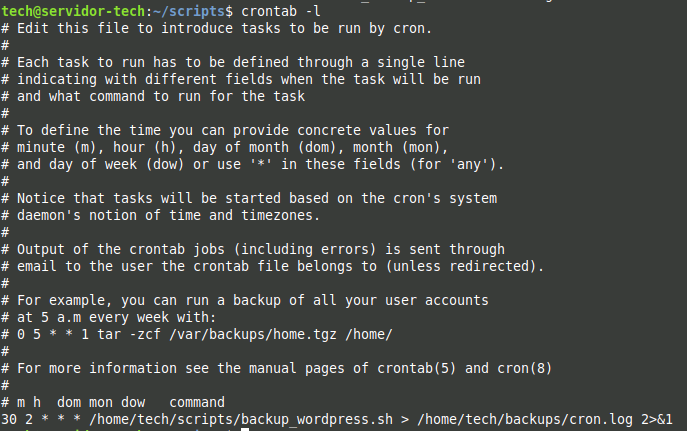 tech@servidor-tech:~/scripts$ crontab -l
# Edit this file to introduce tasks to be run by cron.
#
# Each task to run has to be defined through a single line
# indicating with different fields when the task will be run
# and what command to run for the task
#
# To define the time you can provide concrete values for
# minute (m), hour (h), day of month (dom), month (mon),
# and day of week (dow) or use '*' in these fields (for 'any').
#
# Notice that tasks will be started based on the cron's system
# daemon's notion of time and timezones.
#
# Output of the crontab jobs (including errors) is sent through
# email to the user the crontab file belongs to (unless redirected).
#
# For example, you can run a backup of all your user accounts
# at 5 a.m every week with:
# 0 5 * * 1 tar -zcf /var/backups/home.tgz /home/
#
# For more information see the manual pages of crontab(5) and cron(8)
#
# m h  dom mon dow   command
30 2 * * * /home/tech/scripts/backup_wordpress.sh > /home/tech/backups/cron.log 2>&1